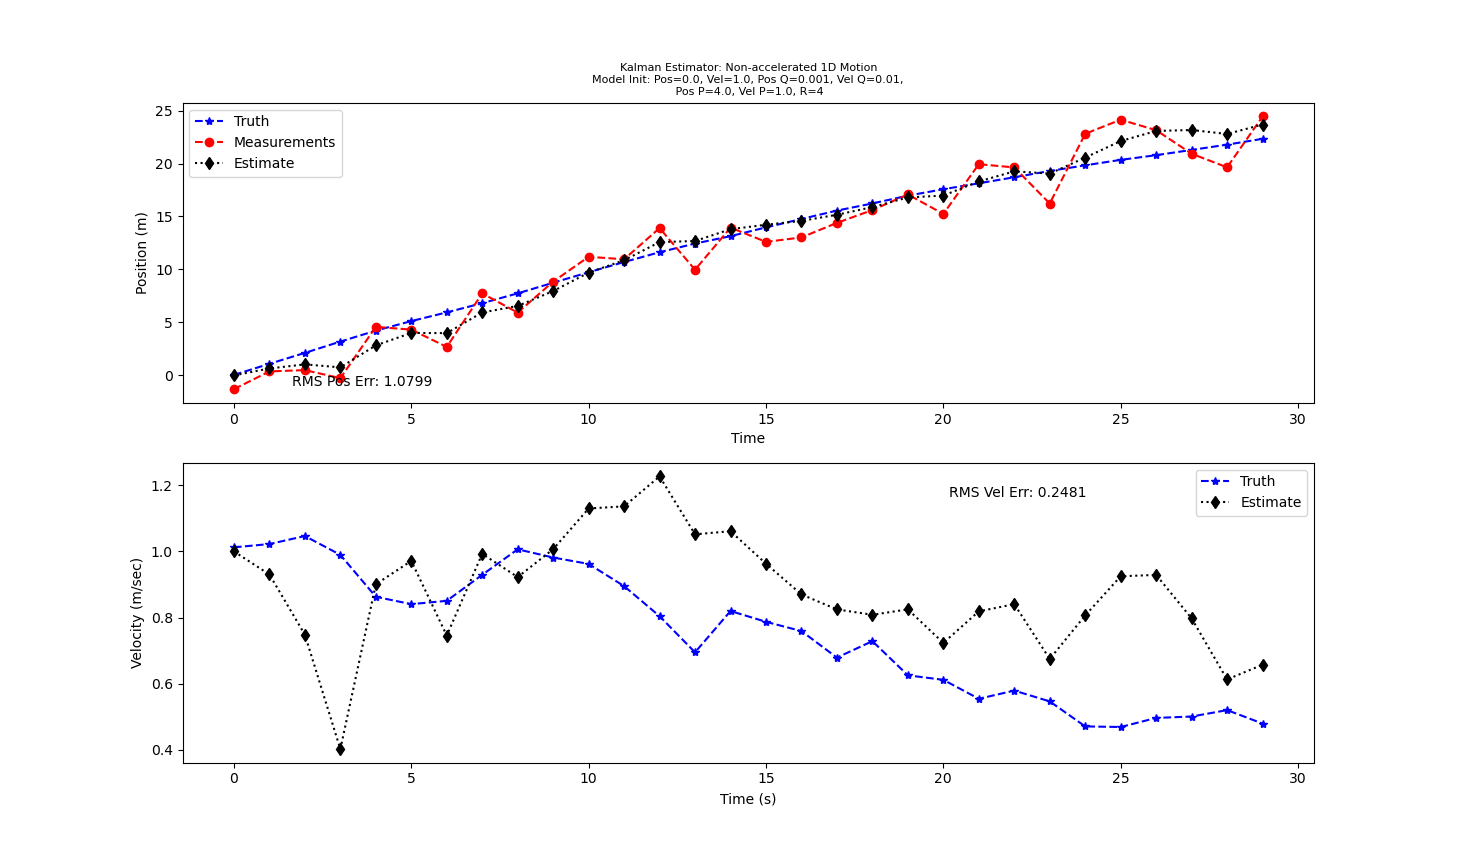 Kalman Estimator: Non-accelerated 1D Motion
Model Init: Pos=0.0, Vel=1.0, Pos Q=0.001, Vel Q=0.01,
Pos P=4.0, Vel P=1.0, R=4
25
20
15
10
5
0
Position (m)
Truth
Measurements
Estimate
RMS Pos Err: 1.0799
0 5 10 15 20 25 30
Time
1.2
1.0
0.8
0.6
0.4
Velocity (m/sec)
RMS Vel Err: 0.2481
Truth
Estimate
0 5 10 15 20 25 30
Time (s)